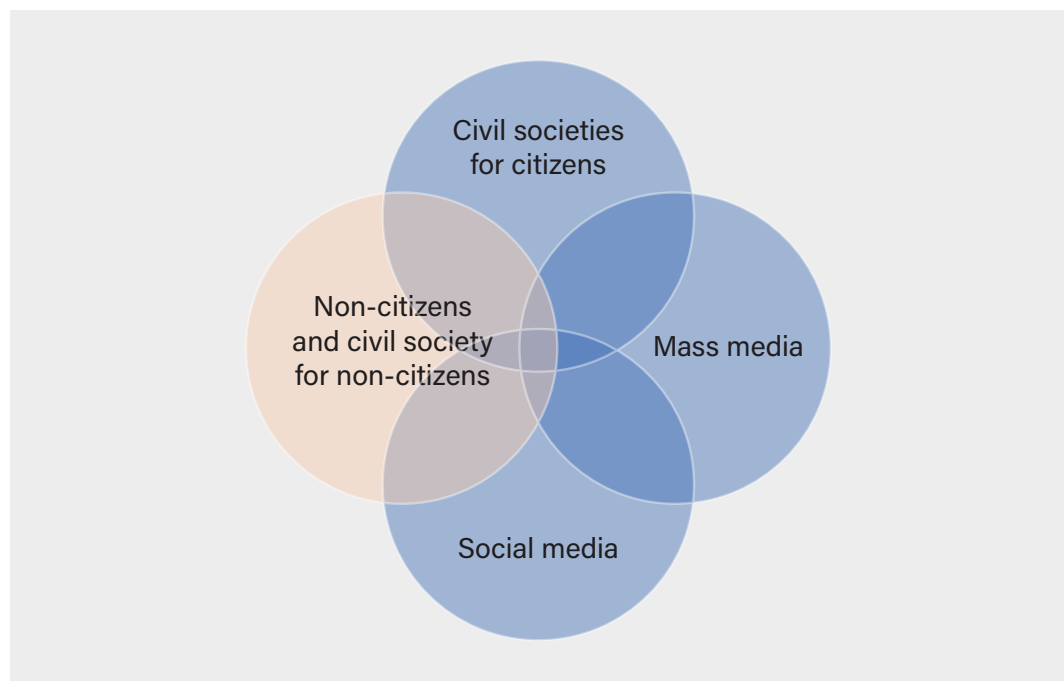 Civil societies
for citizens
Non-citizens
and civil society
for non-citizens
Mass media
Social media